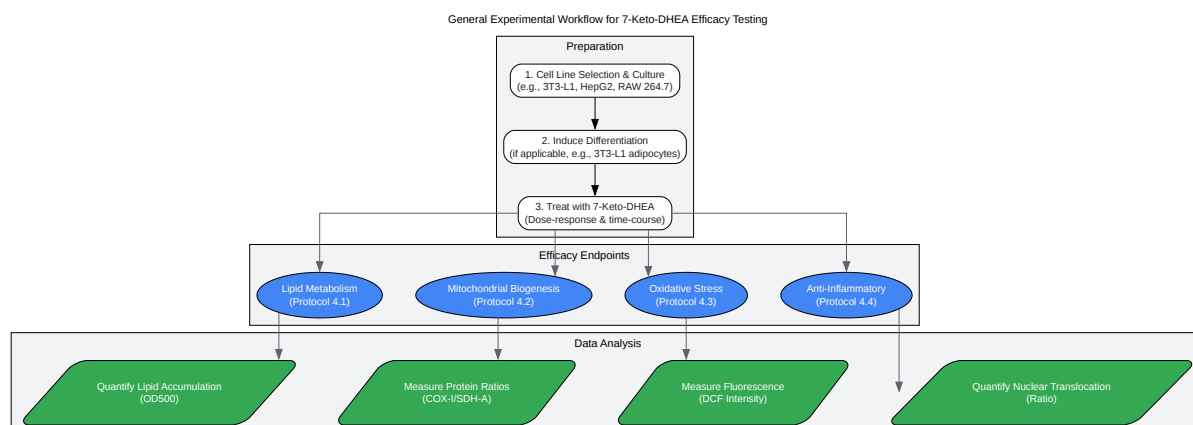 General Experimental Workflow for 7-Keto-DHEA Efficacy Testing
Preparation
1. Cell Line Selection & Culture
(e.g., 3T3-L1, HepG2, RAW 264.7)
2. Induce Differentiation
(if applicable, e.g., 3T3-L1 adipocytes)
3. Treat with 7-Keto-DHEA
(Dose-response & time-course)
Efficacy Endpoints
Lipid Metabolism
(Protocol 4.1)
Mitochondrial Biogenesis
(Protocol 4.2)
Oxidative Stress
(Protocol 4.3)
Anti-Inflammatory
(Protocol 4.4)
Data Analysis
Quantify Lipid Accumulation
(OD500)
Measure Protein Ratios
(COX-I/SDH-A)
Measure Fluorescence
(DCF Intensity)
Quantify Nuclear Translocation
(Ratio)